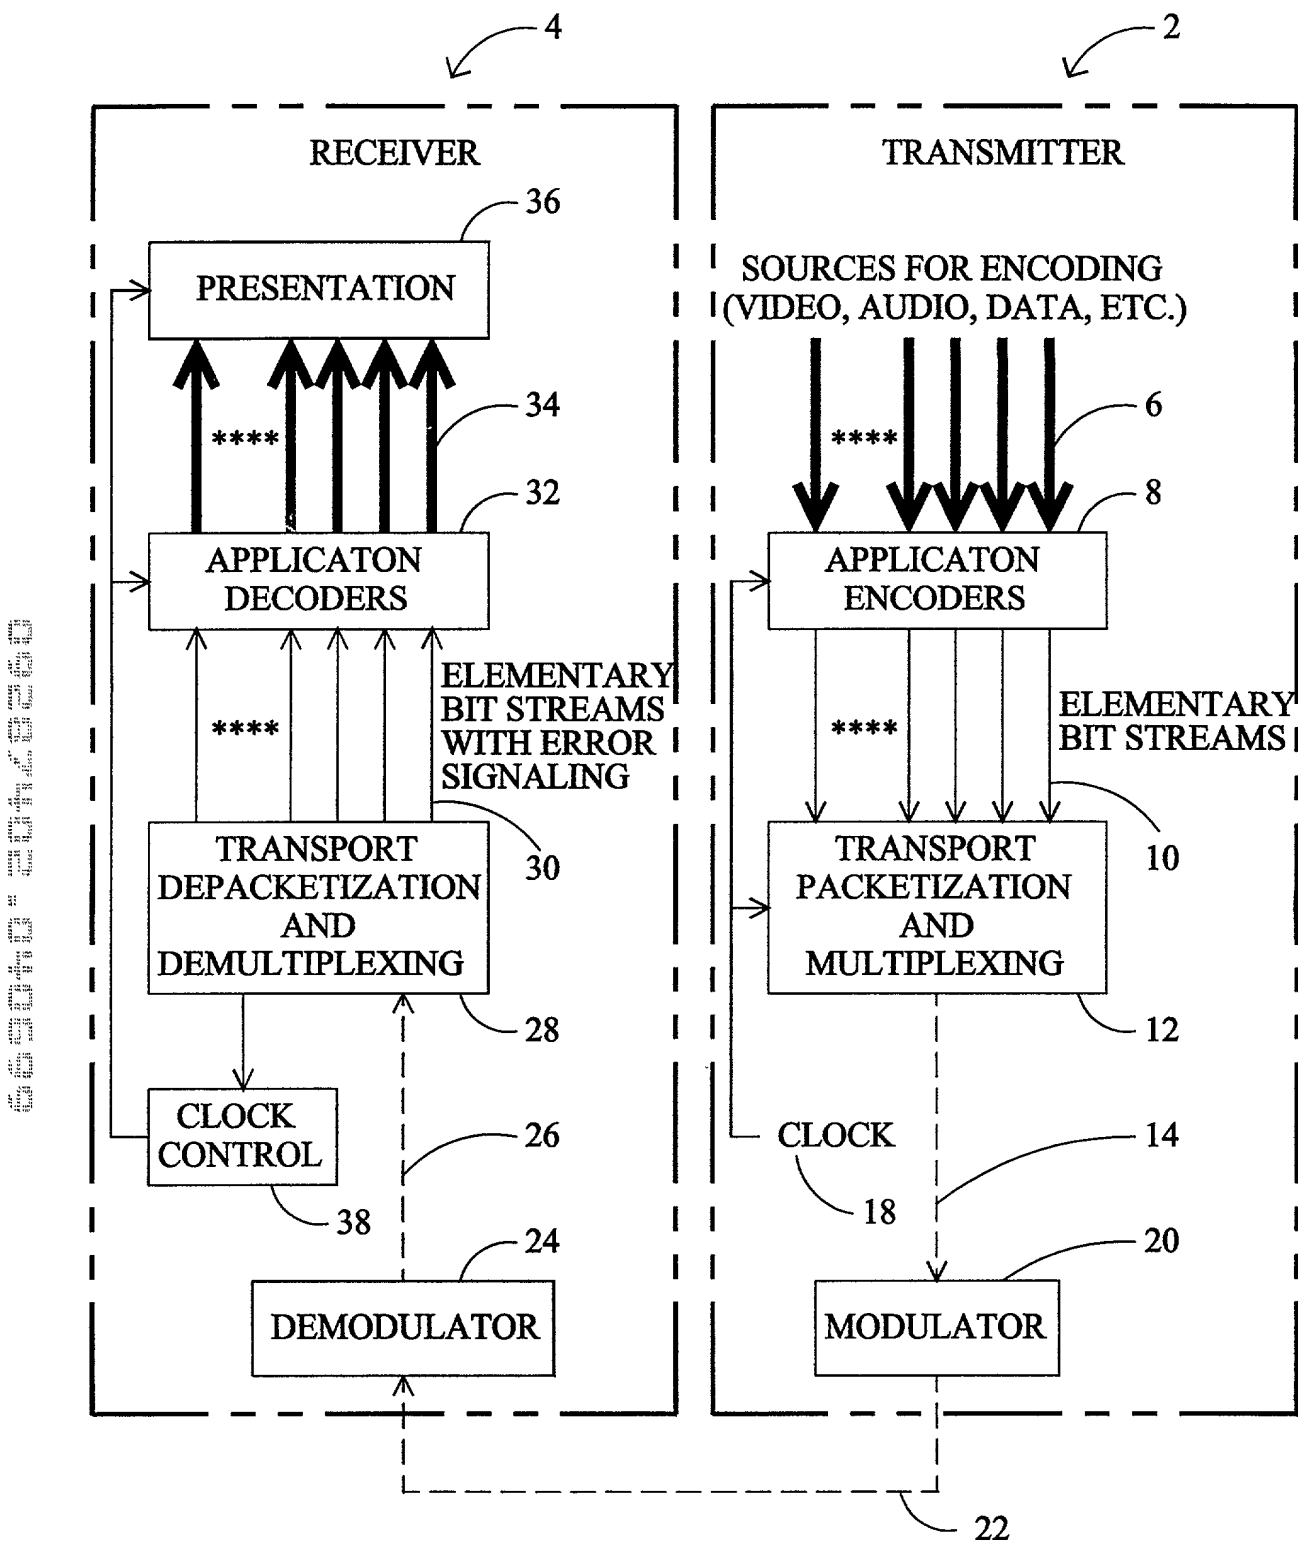 4
2
RECEIVER
TRANSMITTER
36
PRESENTATION
SOURCES FOR ENCODING
(VIDEO, AUDIO, DATA, ETC.)
34
****
6
****
32
8
APPLICATON
DECODERS
APPLICATON
ENCODERS
ELEMENTARY
BIT STREAMS
WITH ERROR
SIGNALING
****
ELEMENTARY
BIT STREAMS
****
30
10
TRANSPORT
DEPACKETIZATION
AND
DEMULTIPLEXING
TRANSPORT
PACKETIZATION
AND
MULTIPLEXING
28
12
CLOCK
CONTROL
26
CLOCK
14
38
18
24
20
DEMODULATOR
MODULATOR
22